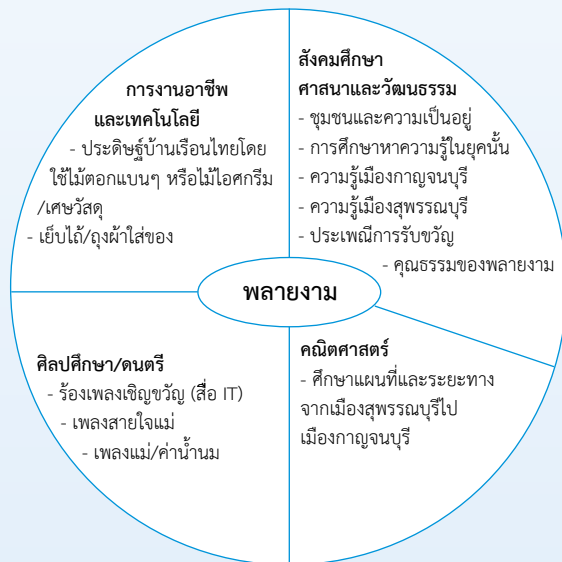 การงานอาชีพ
และเทคโนโลยี
- ประดิษฐ์บ้านเรือนไทยโดย
ใช้ไม้ตอกแบนๆ หรือไม้ไอศกรีม
/เศษวัสดุ
- เย็บไถ้/ถุงผ้าใส่ของ
สังคมศึกษา
ศาสนาและวัฒนธรรม
- ชุมชนและความเป็นอยู่
- การศึกษาหาความรู้ในยุคนั้น
- ความรู้เมืองกาญจนบุรี
- ความรู้เมืองสุพรรณบุรี
- ประเพณีการรับขวัญ
- คุณธรรมของพลายงาม
พลายงาม
ศิลปศึกษา/ดนตรี
- ร้องเพลงเชิญขวัญ (สื่อ IT)
- เพลงสายใจแม่
- เพลงแม่/ค่าน้ำนม
คณิตศาสตร์
- ศึกษาแผนที่และระยะทาง
จากเมืองสุพรรณบุรีไป
เมืองกาญจนบุรี